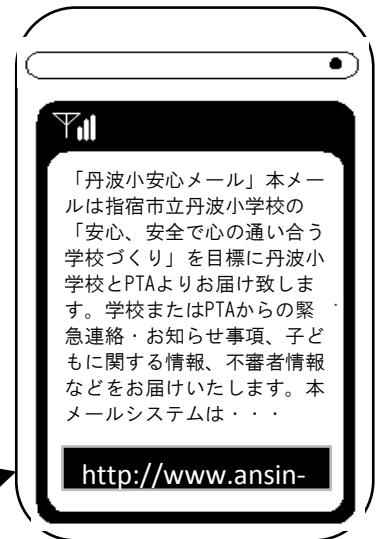 「丹波小安心メール」本メー
ルは指宿市立丹波小学校の
「安心、安全で心の通い合う
学校づくり」を目標に丹波小
学校とPTAよりお届け致しま
す。学校またはPTAからの緊
急連絡・お知らせ事項、子ど
もに関する情報、不審者情報
などをお届けいたします。本
メールシステムは・・・
http://www.ansin-